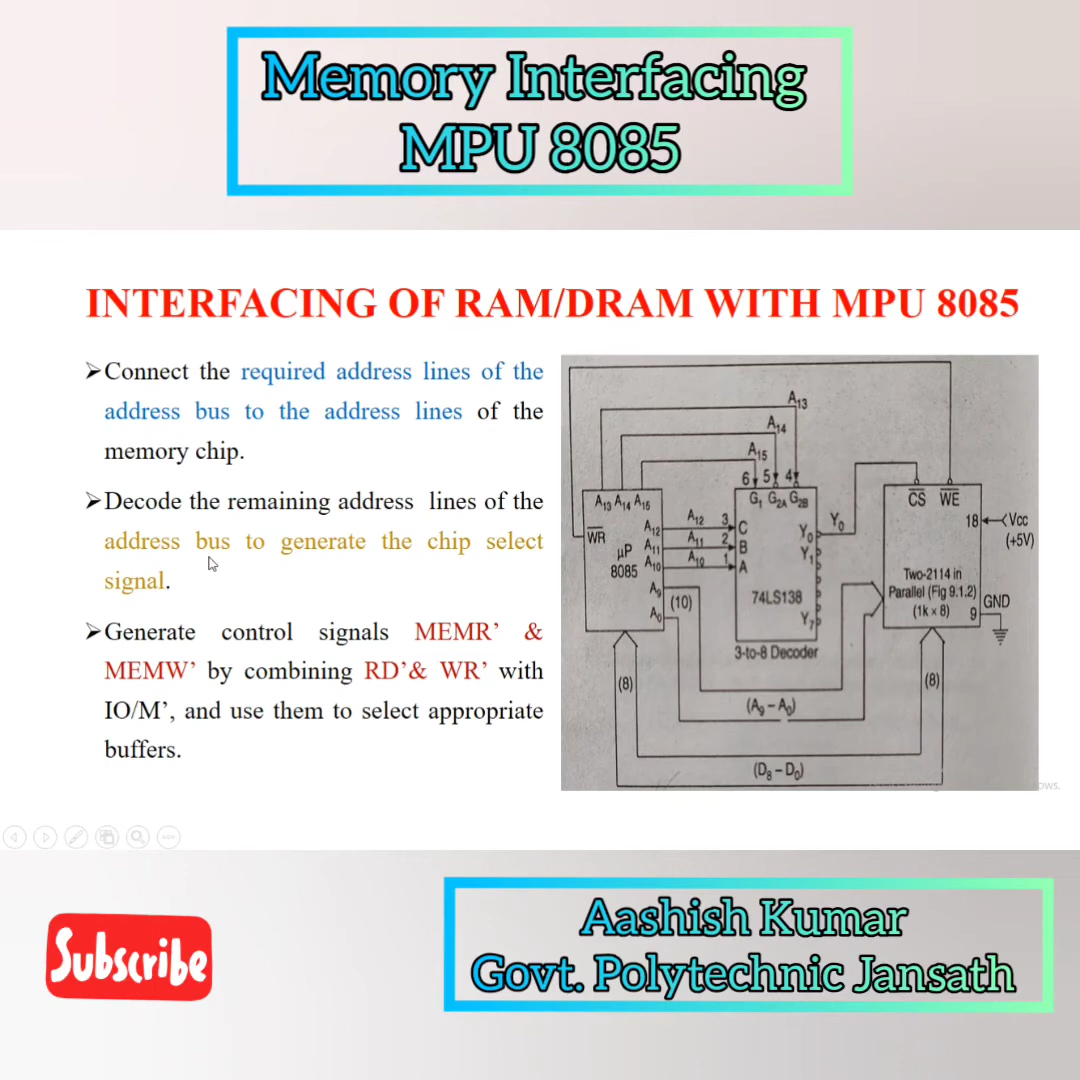 Memory Interfacing
MPU 8085
INTERFACING OF RAM/DRAM WITH MPU 8085
➢Connect the required address lines of the
address bus to the address lines of the
memory chip.
➢Decode the remaining address lines of the
address bus to generate the chip select
signal.
➢Generate control signals MEMR’ &
MEMW’ by combining RD’& WR’ with
IO/M’, and use them to select appropriate
buffers.
A13
A14
A15
6 5 4
A13 A14 A15
G1 G2A G2B
CS WE
WR
A12
A12 3 C
Y0
Y0
18 Vcc
(+5V)
μP
8085
A11
A11 2 B
Y1
A10
A10 1 A
Two-2114 in
Parallel (Fig 9.1.2)
(1k × 8)
A9
(10)
74LS138
GND
9
A0
Y7
3-to-8 Decoder
(8)
(8)
(A9 – A0)
(D8 – D0)
ows.
Subscribe
Aashish Kumar
Govt. Polytechnic Jansath